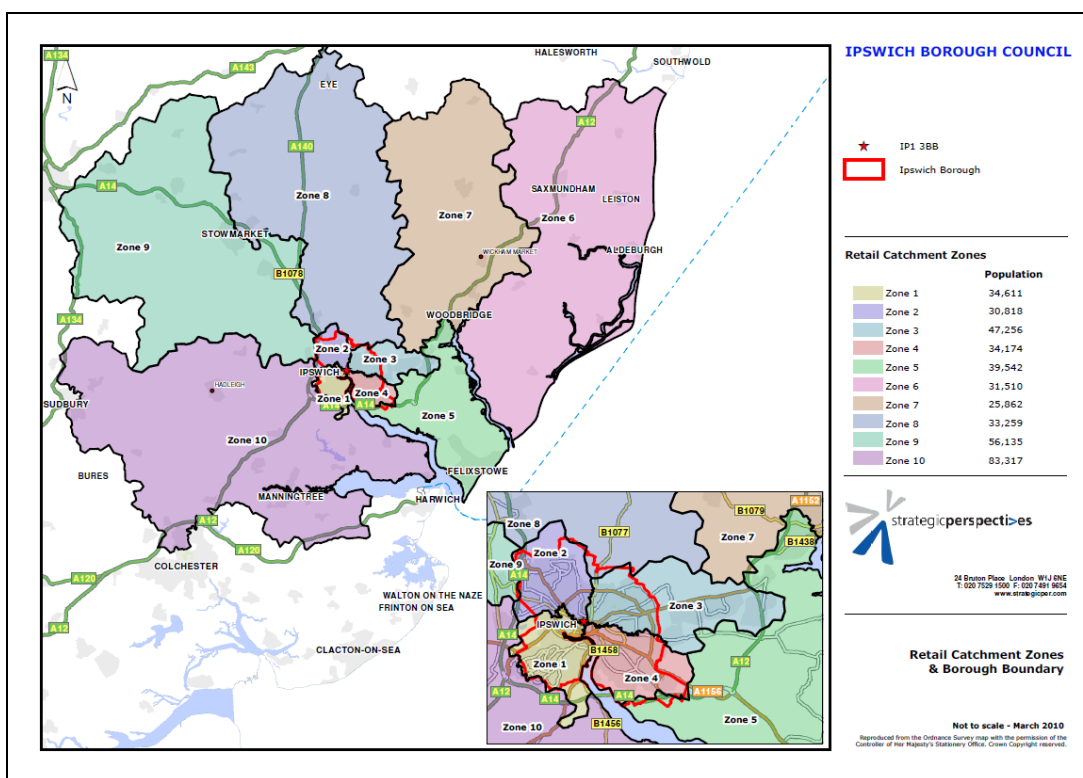 A134
A143
HALESWORTH
SOUTHWOLD
N
EYE
A12
A140
A14
SAXMUNDHAM
LEISTON
Zone 8
Zone 7
Zone 6
STOWMARKET
Zone 9
WICKHAM MARKET
ALDEBURGH
B1078
A134
WOODBRIDGE
Zone 2
Zone 3
IPSWICH
HADLEIGH
Zone 1
Zone 4
A14
SUDBURY
Zone 5
Zone 10
BURES
FELIXSTOWE
MANNINGTREE
HARWICH
A12
A120
COLCHESTER
A120
WALTON ON THE NAZE
FRINTON ON SEA
A12
CLACTON-ON-SEA
A1152
B1079
Zone 8
B1077
Zone 7
B1438
Zone 2
Zone 9
A14
Zone 3
IPSWICH
A14
B1458
Zone 1
A12
Zone 4
A12
A14
A14
A1156
Zone 10
B1456
Zone 5
IPSWICH BOROUGH COUNCIL
IP1 3BB
Ipswich Borough
Retail Catchment Zones
Population
Zone 1 34,611
Zone 2 30,818
Zone 3 47,256
Zone 4 34,174
Zone 5 39,542
Zone 6 31,510
Zone 7 25,862
Zone 8 33,259
Zone 9 56,135
Zone 10 83,317
strategicperspecti>es
24 Bruton Place London W1J 6NE
T: 020 7529 1500 F: 020 7491 9654
www.strategicper.com
Retail Catchment Zones
& Borough Boundary
Not to scale - March 2010
Reproduced from the Ordnance Survey map with the permission of the
Controller of Her Majesty's Stationery Office. Crown Copyright reserved.